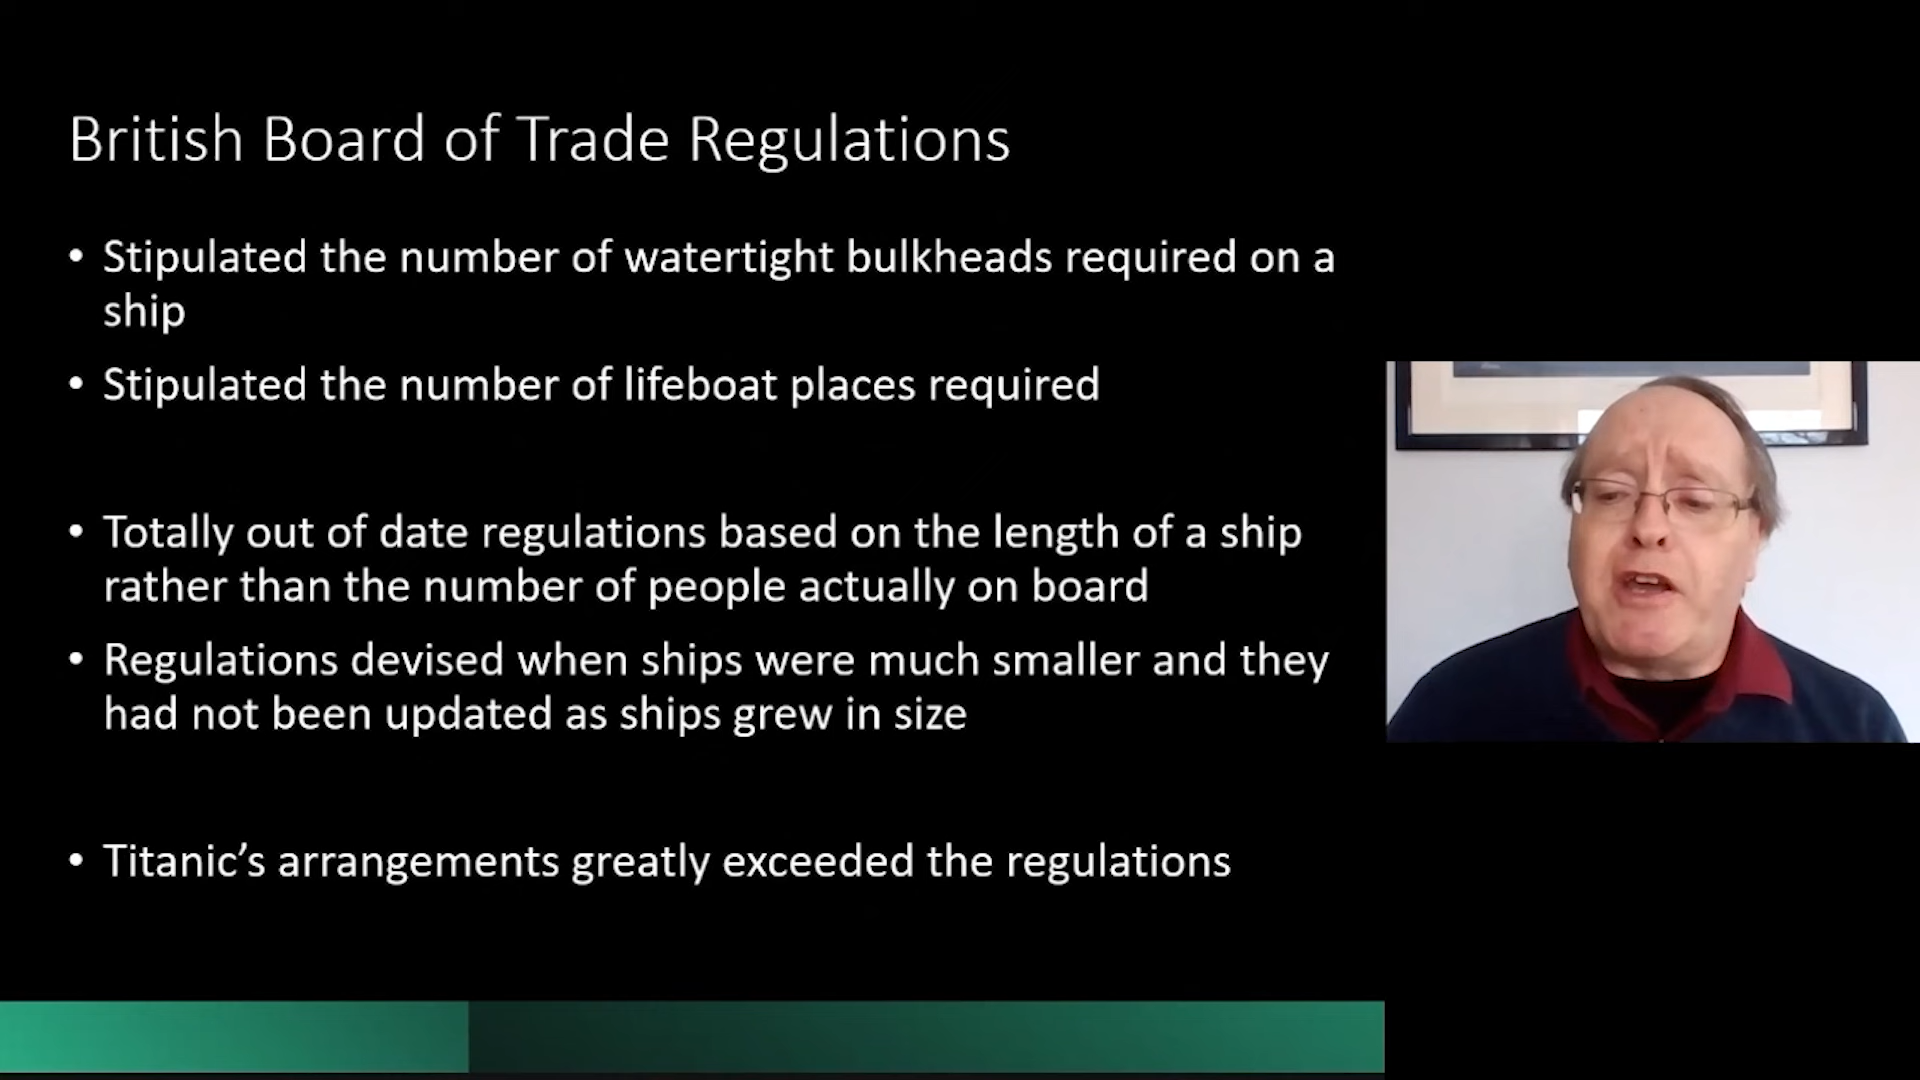 British Board of Trade Regulations
• Stipulated the number of watertight bulkheads required on a
ship
• Stipulated the number of lifeboat places required
• Totally out of date regulations based on the length of a ship
rather than the number of people actually on board
• Regulations devised when ships were much smaller and they
had not been updated as ships grew in size
• Titanic’s arrangements greatly exceeded the regulations